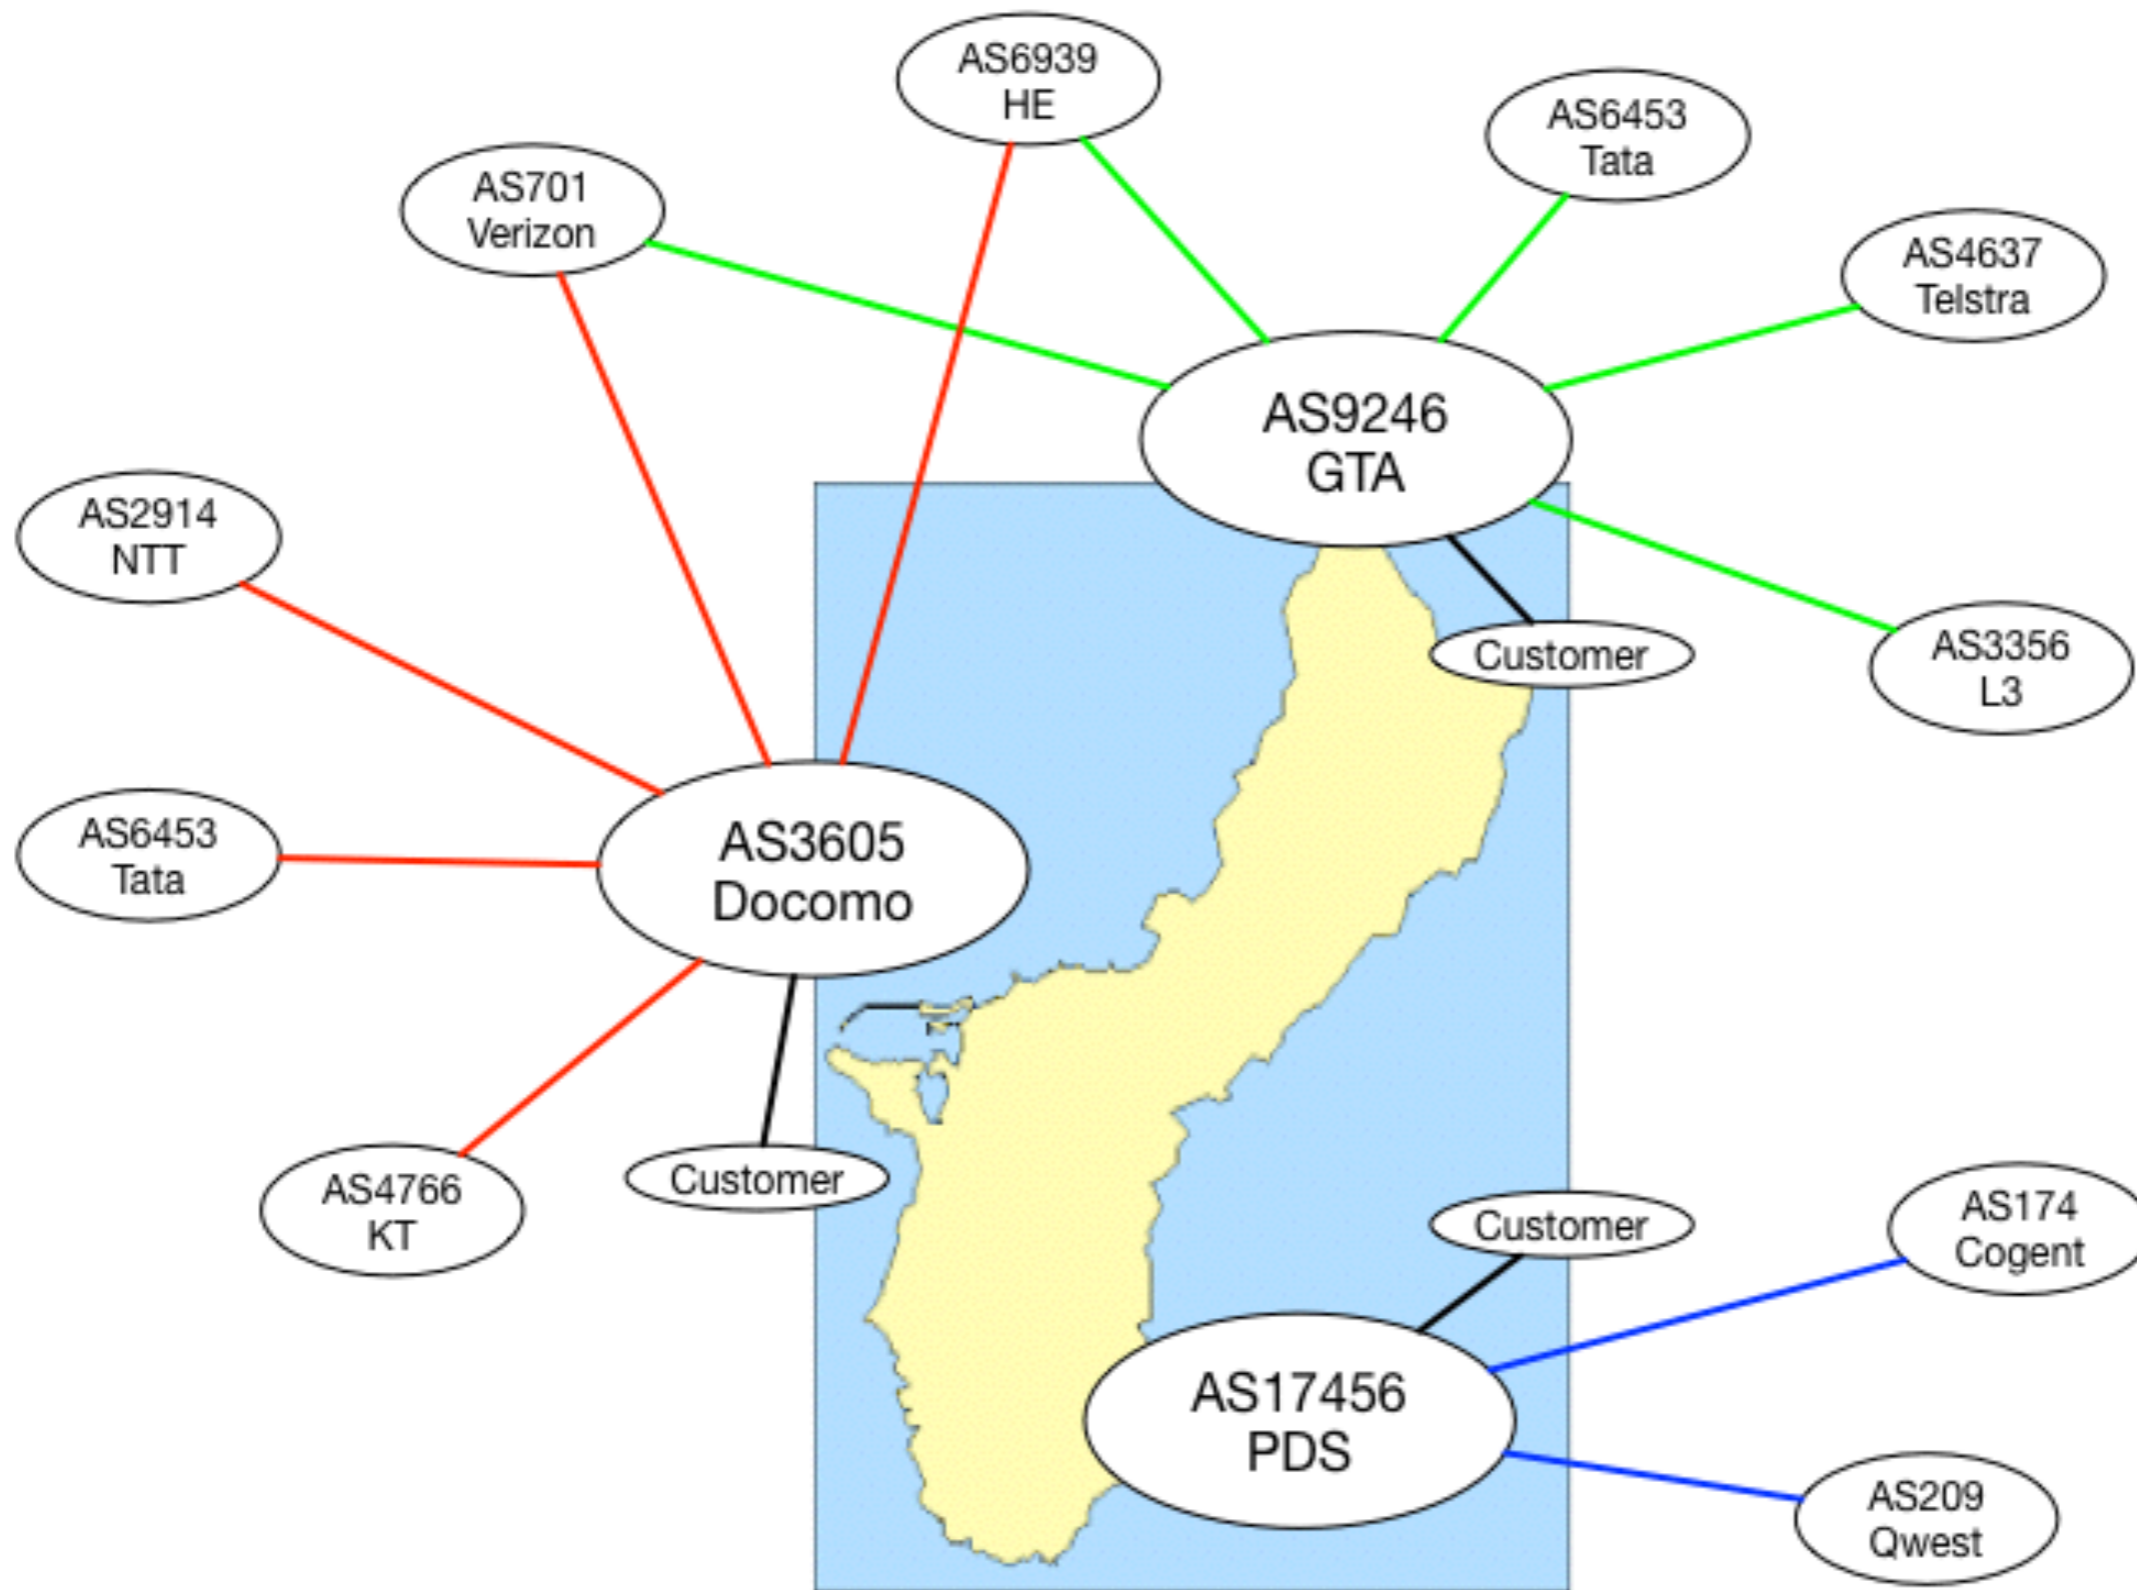 AS6939
HE
AS6453
Tata
AS701
Verizon
AS4637
Telstra
AS9246
GTA
AS2914
NTT
Customer
AS3356
L3
AS6453
Tata
AS3605
Docomo
AS4766
KT
Customer
Customer
AS174
Cogent
AS17456
PDS
AS209
Qwest